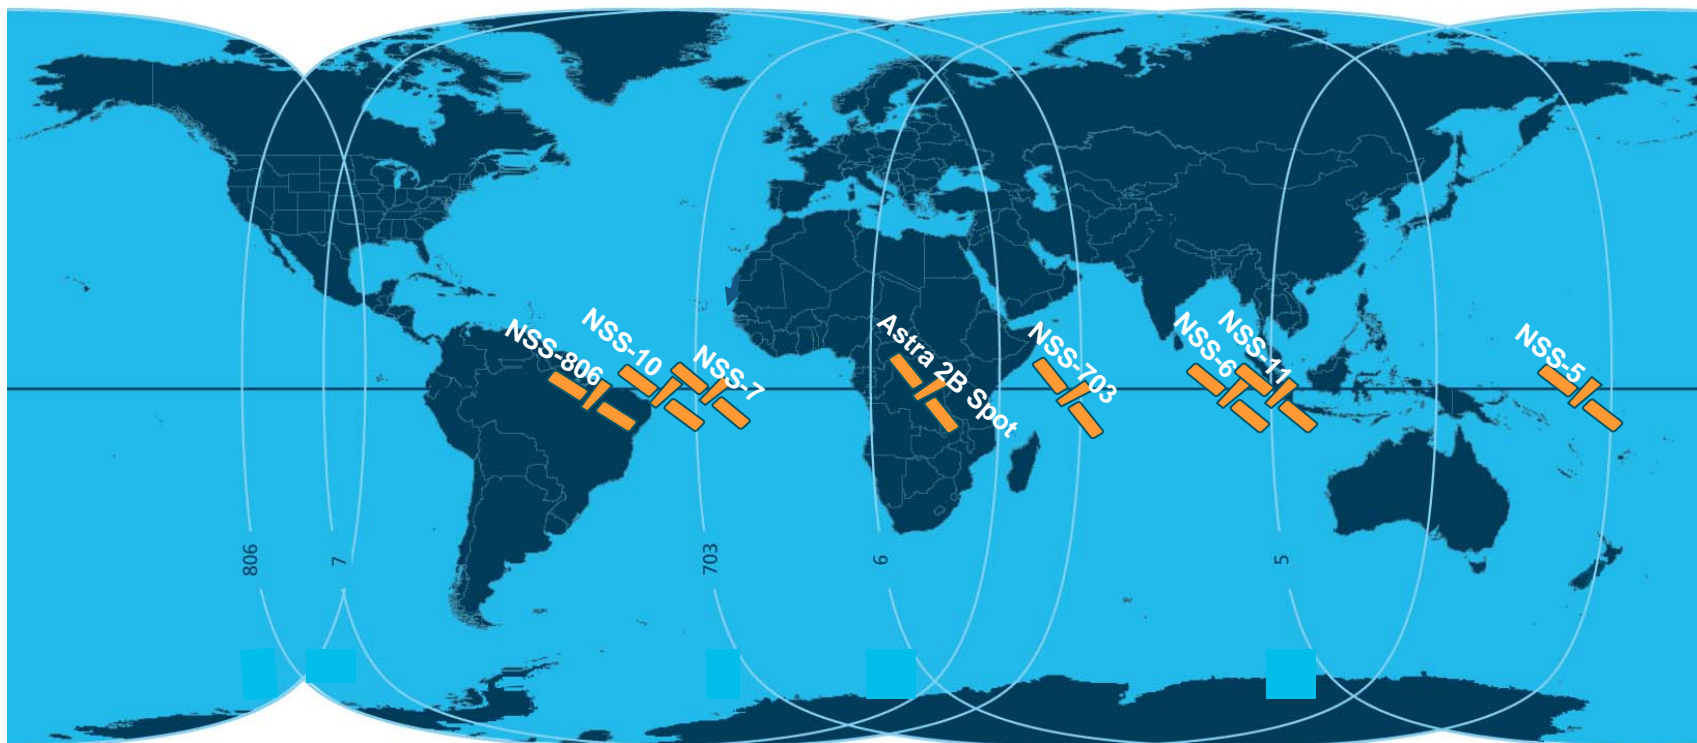 NSS-806
NSS-10
NSS-7
Astra 2B Spot
NSS-703
NSS-6
NSS-11
NSS-5
806
7
703
6
5